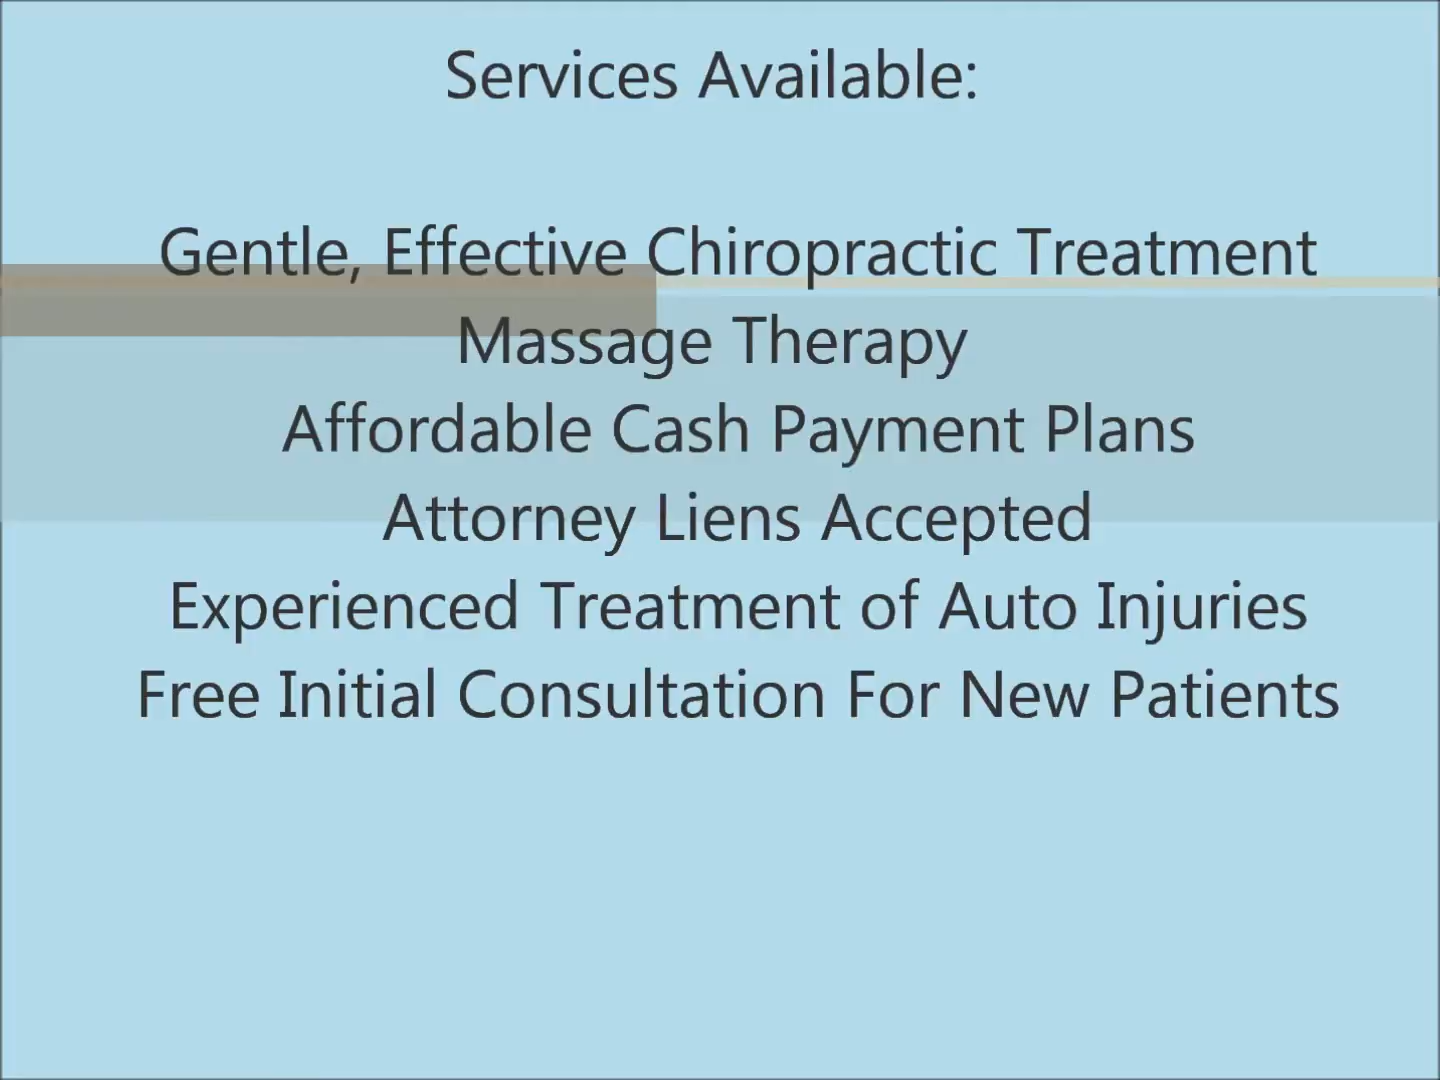 Services Available:
Gentle, Effective Chiropractic Treatment
Massage Therapy
Affordable Cash Payment Plans
Attorney Liens Accepted
Experienced Treatment of Auto Injuries
Free Initial Consultation For New Patients